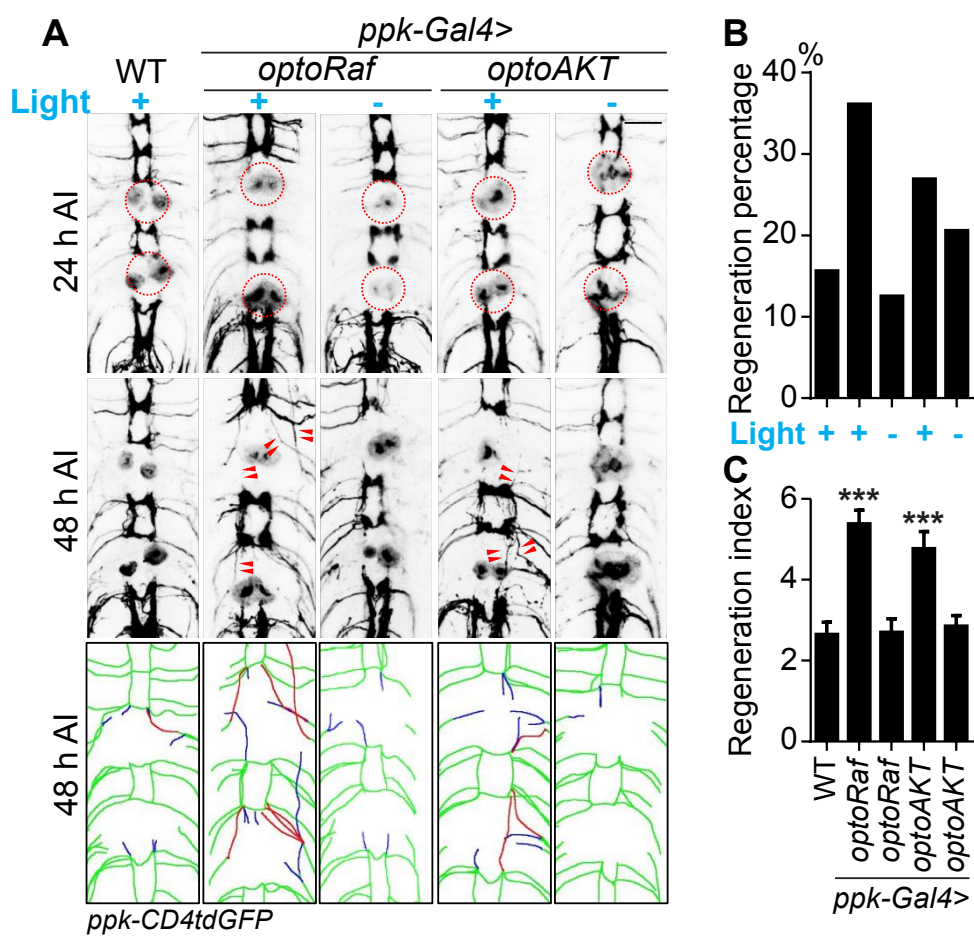 A
ppk-Gal4>
WT
optoRaf
optoAKT
Light
+
+
-
+
-
24 h AI
48 h AI
48 h AI
ppk-CD4tdGFP
B
%
Regeneration percentage
40
30
20
10
0
Light
+
+
-
+
-
C
Regeneration index
6
4
2
0
***
***
WT
optoRaf
optoRaf
optoAKT
optoAKT
ppk-Gal4>